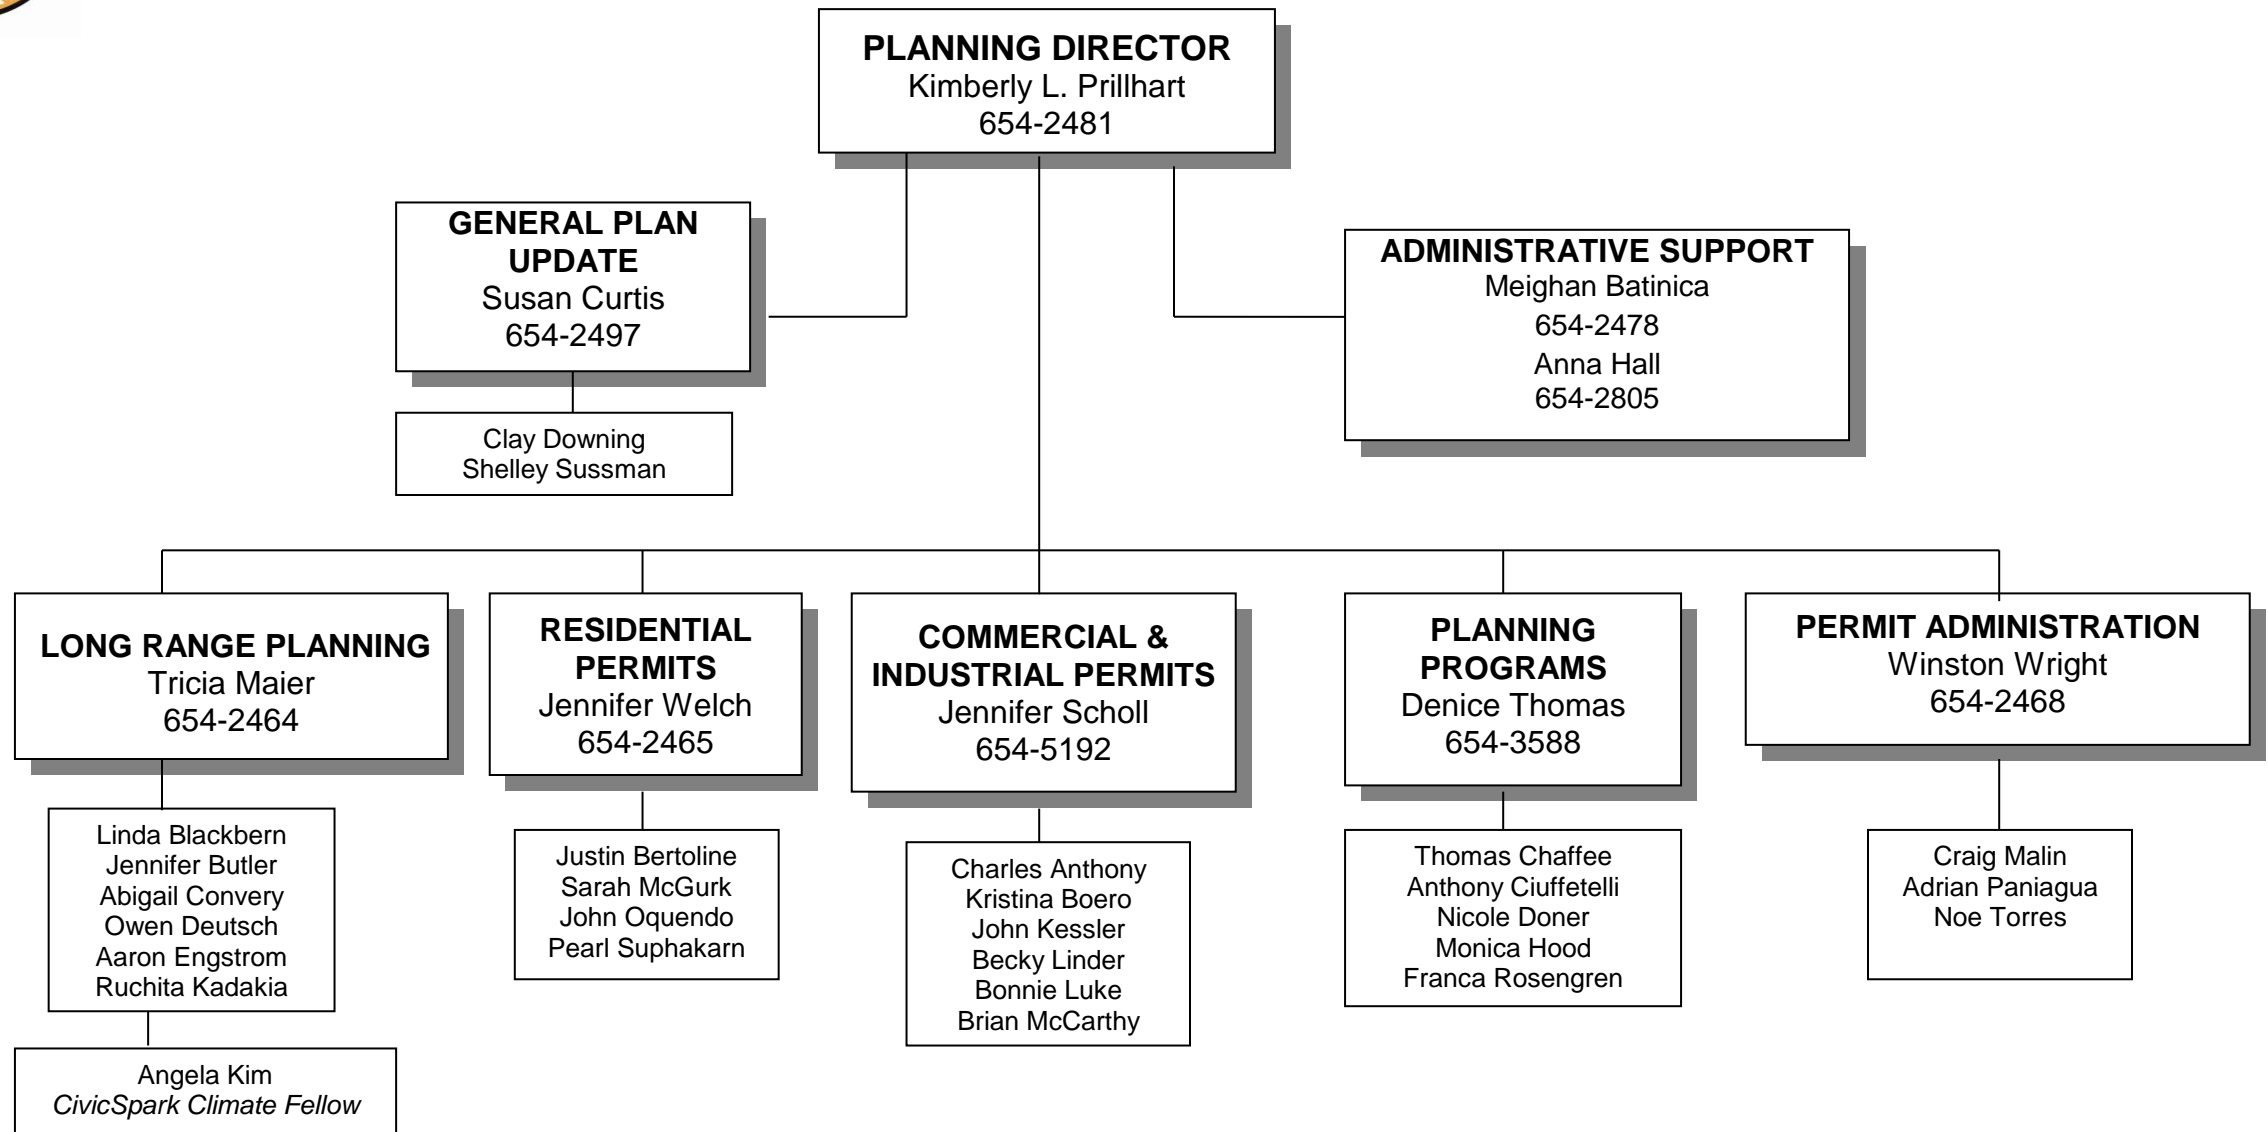 PLANNING DIRECTOR
Kimberly L. Prillhart
654-2481
GENERAL PLAN
UPDATE
Susan Curtis
654-2497
Clay Downing
Shelley Sussman
ADMINISTRATIVE SUPPORT
Meighan Batinica
654-2478
Anna Hall
654-2805
LONG RANGE PLANNING
Tricia Maier
654-2464
Linda Blackbern
Jennifer Butler
Abigail Convery
Owen Deutsch
Aaron Engstrom
Ruchita Kadakia
Angela Kim
CivicSpark Climate Fellow
RESIDENTIAL
PERMITS
Jennifer Welch
654-2465
Justin Bertoline
Sarah McGurk
John Oquendo
Pearl Suphakarn
COMMERCIAL &
INDUSTRIAL PERMITS
Jennifer Scholl
654-5192
Charles Anthony
Kristina Boero
John Kessler
Becky Linder
Bonnie Luke
Brian McCarthy
PLANNING
PROGRAMS
Denice Thomas
654-3588
Thomas Chaffee
Anthony Ciuffetelli
Nicole Doner
Monica Hood
Franca Rosengren
PERMIT ADMINISTRATION
Winston Wright
654-2468
Craig Malin
Adrian Paniagua
Noe Torres